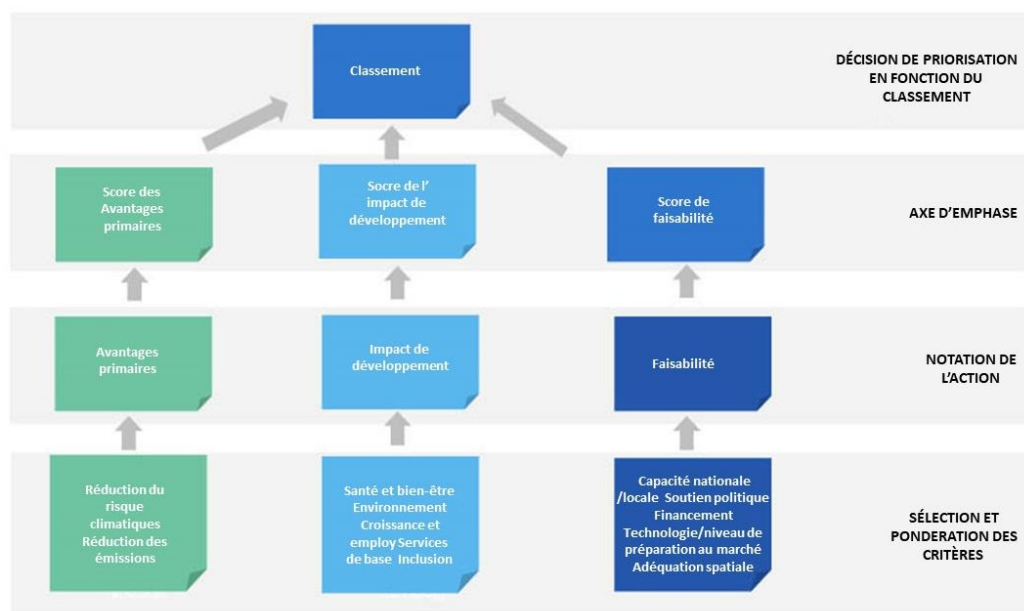 Classement
DÉCISION DE PRIORISATION
EN FONCTION DU
CLASSEMENT
Score des
Avantages
primaires
Socre de l'
impact de
développement
Score de
faisabilité
AXE D'EMPHASE
Avantages
primaires
Impact de
développement
Faisabilité
NOTATION DE
L'ACTION
Réduction du
risque
climatiques
Réduction des
émissions
Santé et bien-être
Environnement
Croissance et
employ Services
de base Inclusion
Capacité nationale
/locale Soutien politique
Financement
Technologie/niveau de
préparation au marché
Adéquation spatiale
SÉLECTION ET
PONDERATION DES
CRITÈRES